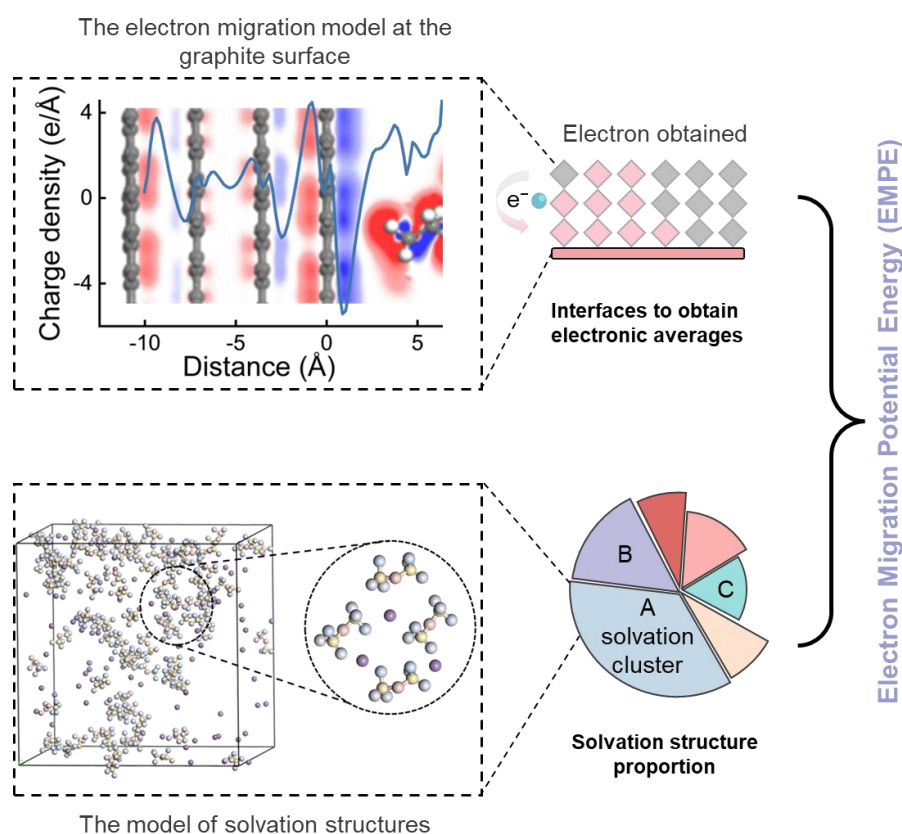 The electron migration model at the
graphite surface
Charge density (e/Å)
4
0
-4
-10
-5
0
5
Distance (Å)
Electron obtained
e⁻
Interfaces to obtain
electronic averages
Electron Migration Potential Energy (EMPE)
B
C
A
solvation
cluster
Solvation structure
proportion
The model of solvation structures